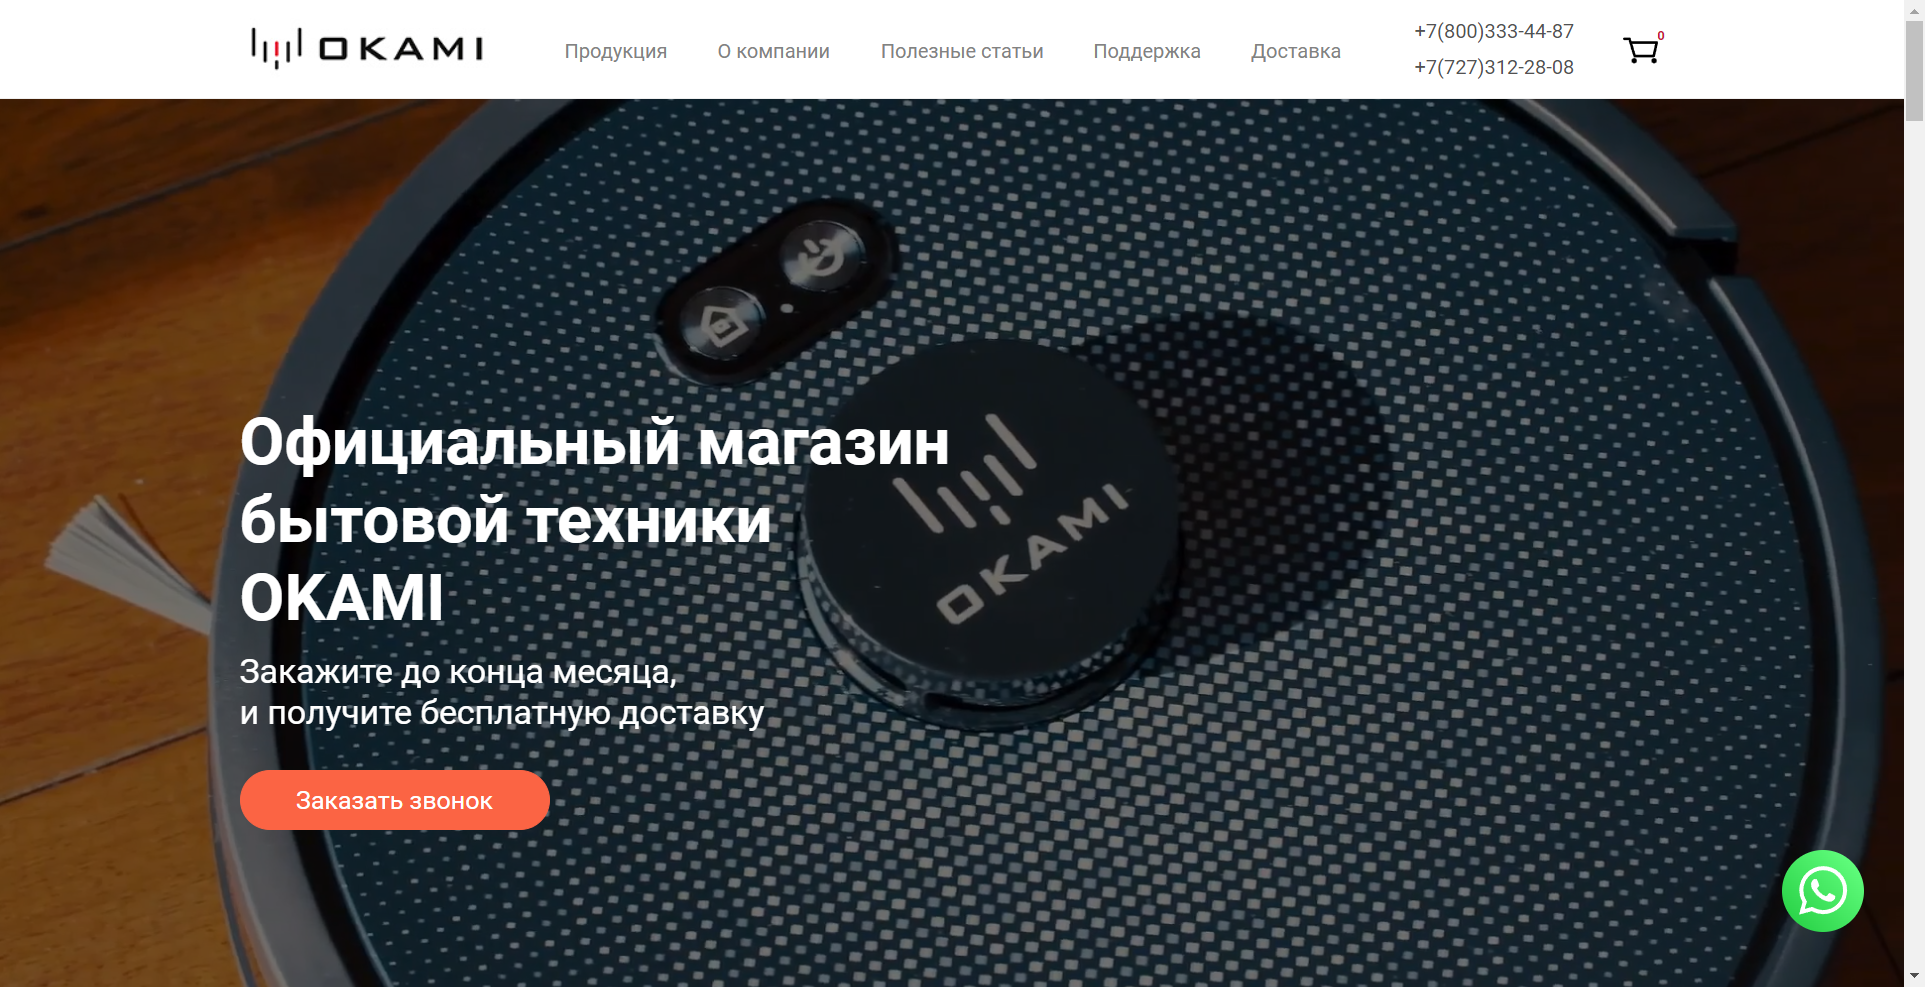 OKAMI
Продукция
О компании
Полезные статьи
Поддержка
Доставка
+7(800)333-44-87
+7(727)312-28-08
0
Официальный магазин
бытовой техники
OKAMI
Закажите до конца месяца,
и получите бесплатную доставку
Заказать звонок
OKAMI